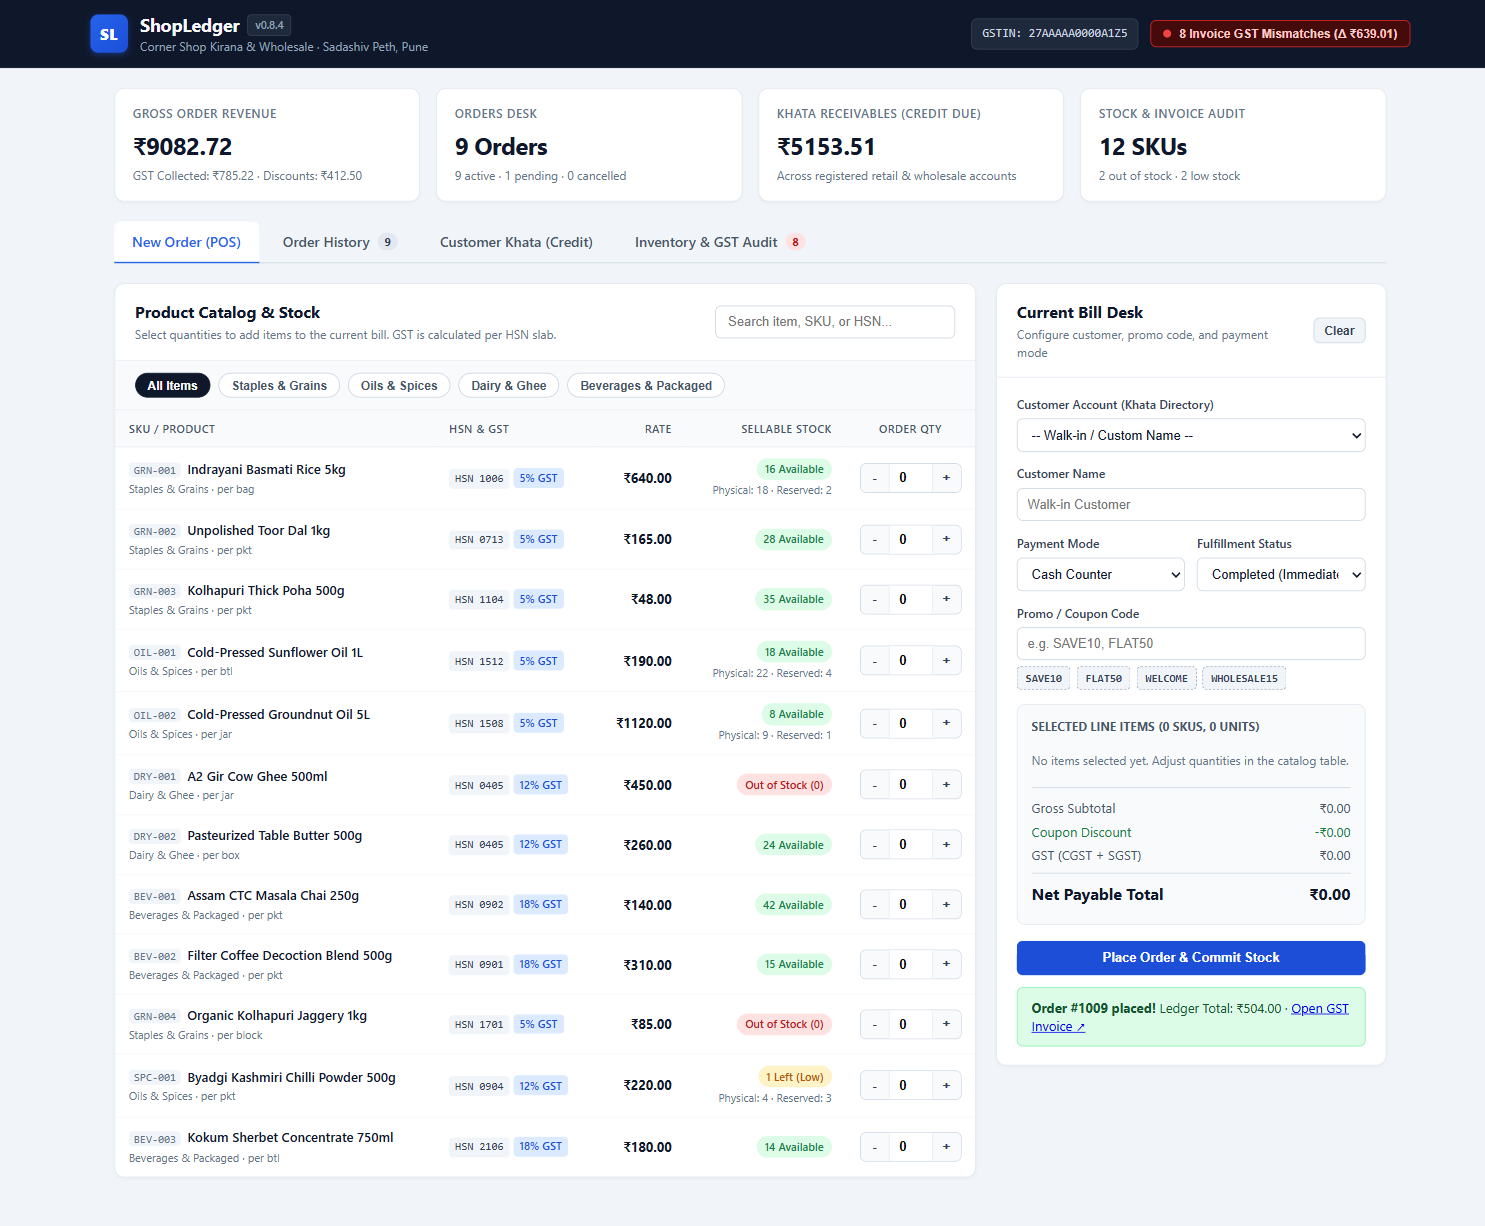 SL
ShopLedger v0.8.4
Corner Shop Kirana & Wholesale · Sadashiv Peth, Pune
GSTIN: 27AAAAA0000A1Z5
8 Invoice GST Mismatches (Δ ₹639.01)
GROSS ORDER REVENUE
₹9082.72
GST Collected: ₹785.22 · Discounts: ₹412.50
ORDERS DESK
9 Orders
9 active · 1 pending · 0 cancelled
KHATA RECEIVABLES (CREDIT DUE)
₹5153.51
Across registered retail & wholesale accounts
STOCK & INVOICE AUDIT
12 SKUs
2 out of stock · 2 low stock
New Order (POS)
Order History 9
Customer Khata (Credit)
Inventory & GST Audit 8
Product Catalog & Stock
Select quantities to add items to the current bill. GST is calculated per HSN slab.
Search item, SKU, or HSN...
All Items
Staples & Grains
Oils & Spices
Dairy & Ghee
Beverages & Packaged
SKU / PRODUCT HSN & GST RATE SELLABLE STOCK ORDER QTY
GRN-001 Indrayani Basmati Rice 5kg
Staples & Grains · per bag
HSN 1006 5% GST ₹640.00
16 Available
Physical: 18 · Reserved: 2
- 0 +
GRN-002 Unpolished Toor Dal 1kg
Staples & Grains · per pkt
HSN 0713 5% GST ₹165.00
28 Available
- 0 +
GRN-003 Kolhapuri Thick Poha 500g
Staples & Grains · per pkt
HSN 1104 5% GST ₹48.00
35 Available
- 0 +
OIL-001 Cold-Pressed Sunflower Oil 1L
Oils & Spices · per btl
HSN 1512 5% GST ₹190.00
18 Available
Physical: 22 · Reserved: 4
- 0 +
OIL-002 Cold-Pressed Groundnut Oil 5L
Oils & Spices · per jar
HSN 1508 5% GST ₹1120.00
8 Available
Physical: 9 · Reserved: 1
- 0 +
DRY-001 A2 Gir Cow Ghee 500ml
Dairy & Ghee · per jar
HSN 0405 12% GST ₹450.00
Out of Stock (0)
- 0 +
DRY-002 Pasteurized Table Butter 500g
Dairy & Ghee · per box
HSN 0405 12% GST ₹260.00
24 Available
- 0 +
BEV-001 Assam CTC Masala Chai 250g
Beverages & Packaged · per pkt
HSN 0902 18% GST ₹140.00
42 Available
- 0 +
BEV-002 Filter Coffee Decoction Blend 500g
Beverages & Packaged · per pkt
HSN 0901 18% GST ₹310.00
15 Available
- 0 +
GRN-004 Organic Kolhapuri Jaggery 1kg
Staples & Grains · per block
HSN 1701 5% GST ₹85.00
Out of Stock (0)
- 0 +
SPC-001 Byadgi Kashmiri Chilli Powder 500g
Oils & Spices · per pkt
HSN 0904 12% GST ₹220.00
1 Left (Low)
Physical: 4 · Reserved: 3
- 0 +
BEV-003 Kokum Sherbet Concentrate 750ml
Beverages & Packaged · per btl
HSN 2106 18% GST ₹180.00
14 Available
- 0 +
Current Bill Desk
Configure customer, promo code, and payment
mode
Clear
Customer Account (Khata Directory)
-- Walk-in / Custom Name --
Customer Name
Walk-in Customer
Payment Mode
Cash Counter
Fulfillment Status
Completed (Immediate
Promo / Coupon Code
e.g. SAVE10, FLAT50
SAVE10 FLAT50 WELCOME WHOLESALE15
SELECTED LINE ITEMS (0 SKUS, 0 UNITS)
No items selected yet. Adjust quantities in the catalog table.
Gross Subtotal ₹0.00
Coupon Discount -₹0.00
GST (CGST + SGST) ₹0.00
Net Payable Total ₹0.00
Place Order & Commit Stock
Order #1009 placed! Ledger Total: ₹504.00 · Open GST
Invoice ↗